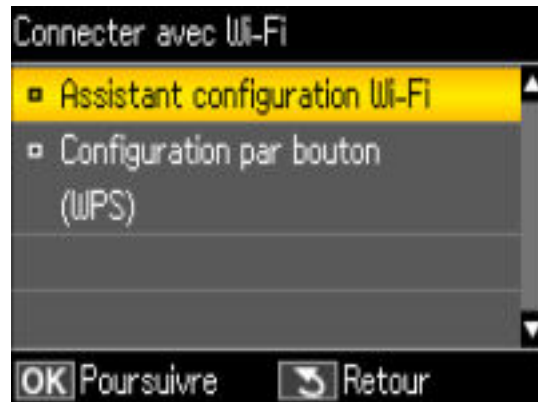 Connecter avec Wi-Fi
Assistant configuration Wi-Fi
Configuration par bouton
(WPS)
OK Poursuivre Retour